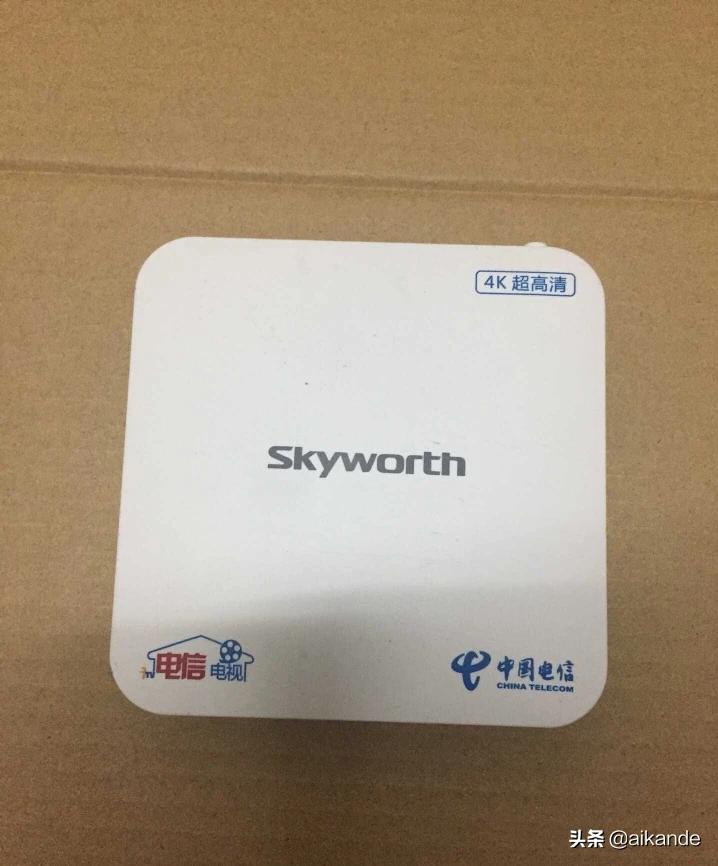 4K 超高清
Skyworth
电信电视
中国电信
CHINA TELECOM
头条 @aikande